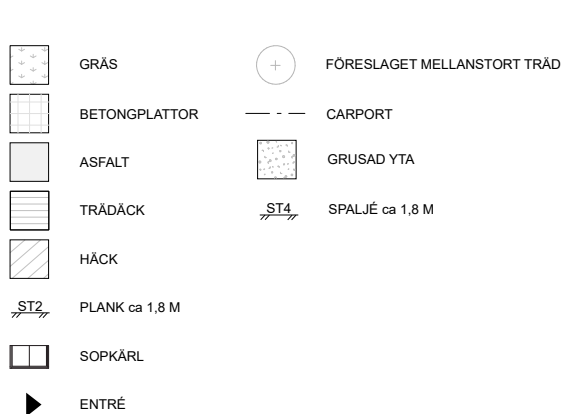 GRÄS
BETONGPLATTOR
ASFALT
TRÄDÄCK
HÄCK
ST2 PLANK ca 1,8 M
SOPKÄRL
ENTRÉ
FÖRESLAGET MELLANSTORT TRÄD
CARPORT
GRUSAD YTA
ST4 SPALJÉ ca 1,8 M